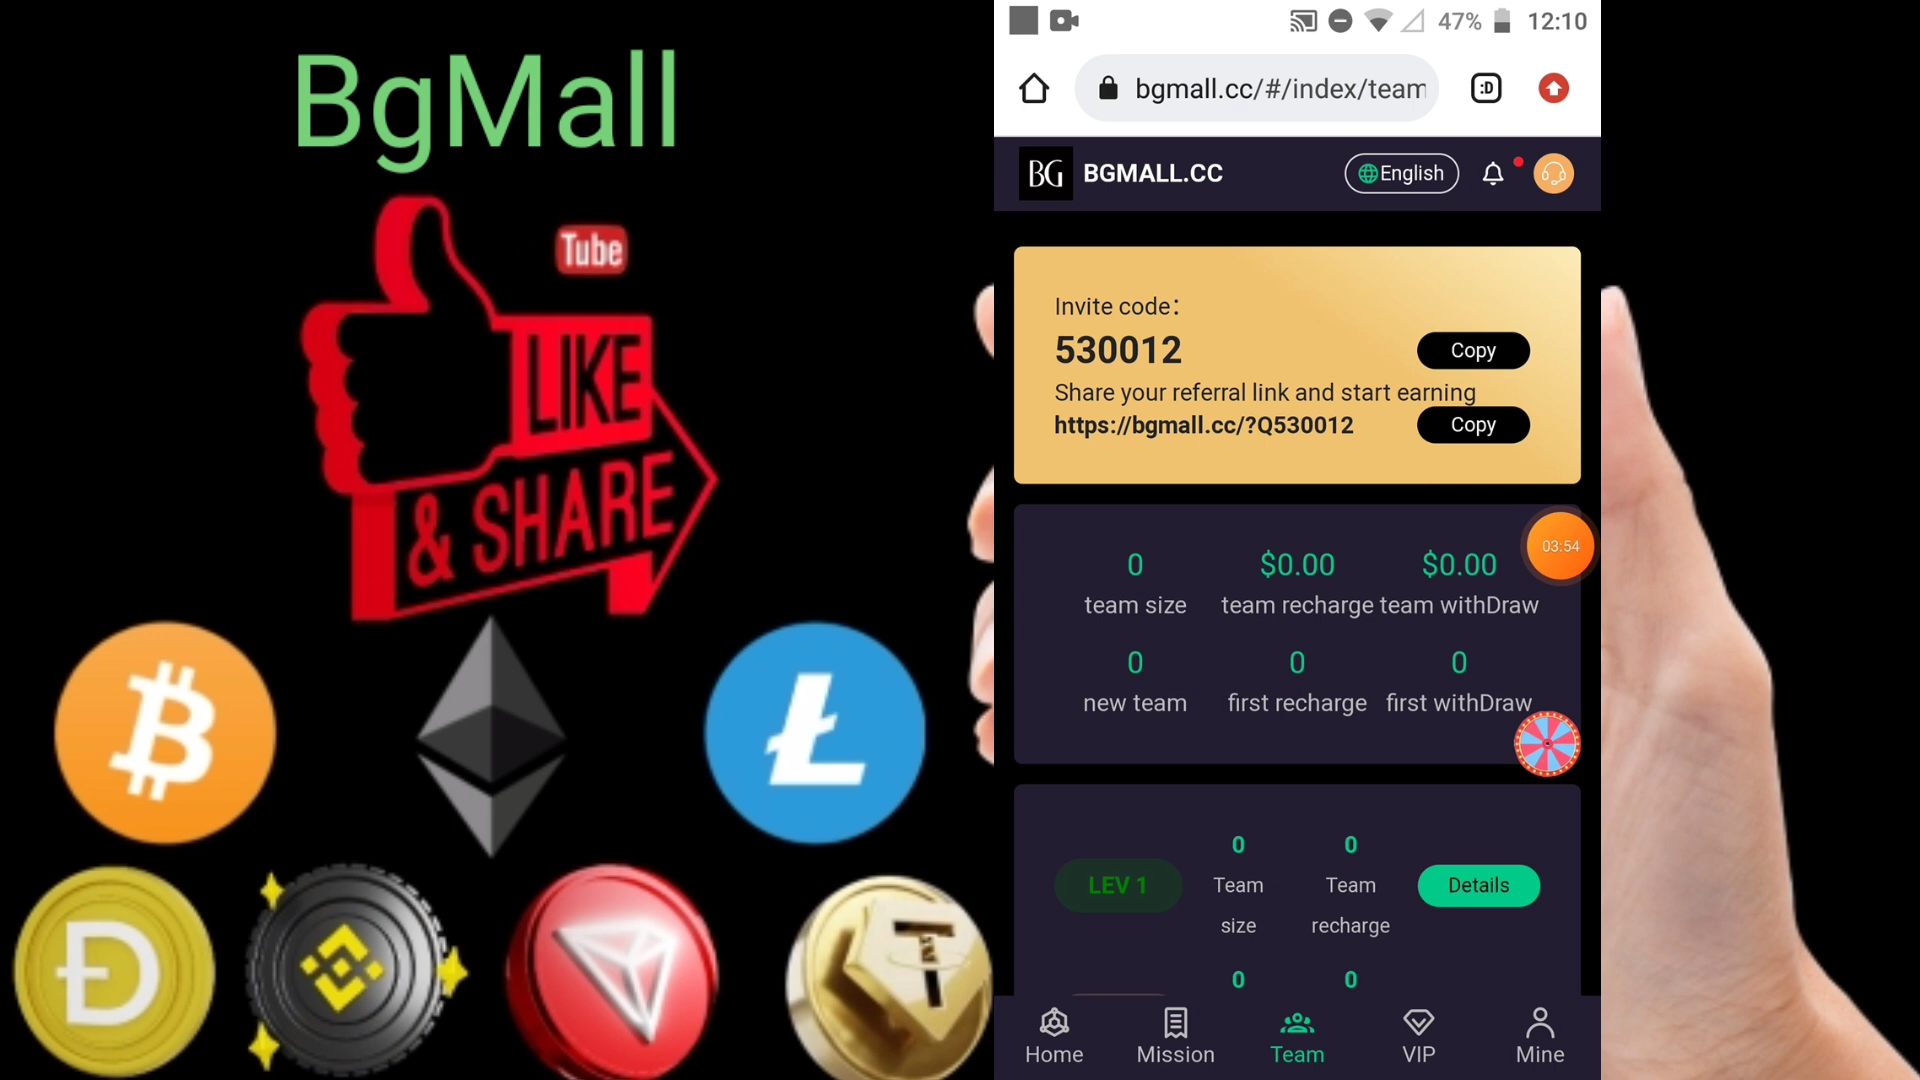 BgMall
Tube
LIKE
& SHARE
47% 12:10
bgmall.cc/#/index/team
:D
BG BGMALL.CC English
Invite code：
530012 Copy
Share your referral link and start earning
https://bgmall.cc/?Q530012 Copy
03:54
0 $0.00 $0.00
team size team recharge team withDraw
0 0 0
new team first recharge first withDraw
0 0
LEV 1 Team Team Details
size recharge
0 0
Home Mission Team VIP Mine